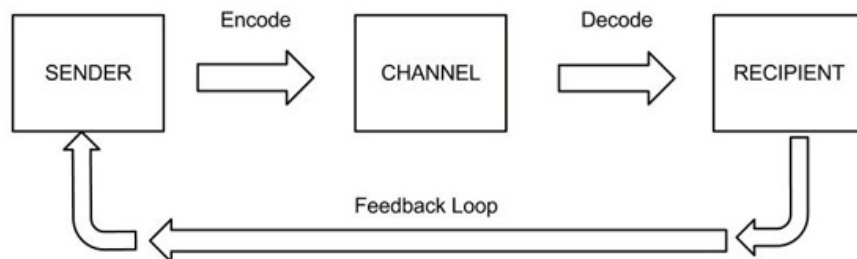 Encode
Decode
SENDER
CHANNEL
RECIPIENT
Feedback Loop